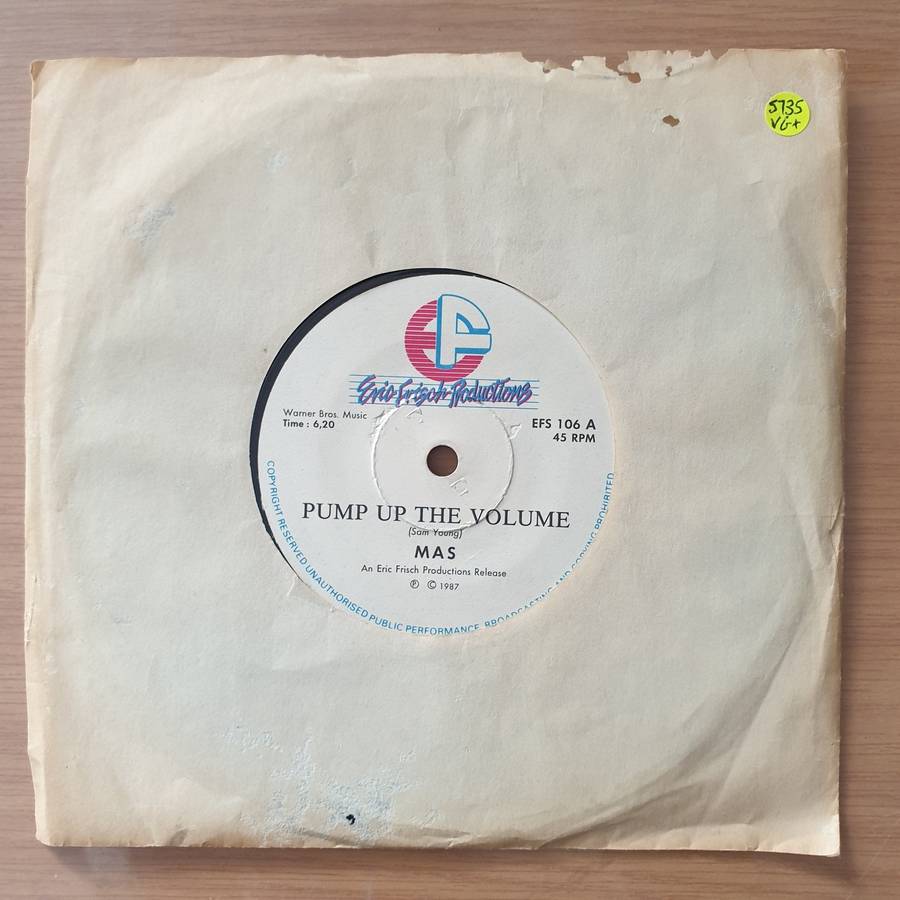 5735
VG+
EF
Eric Frisch Productions
Warner Bros. Music
Time : 6,20
EFS 106 A
45 RPM
PUMP UP THE VOLUME
(Sam Young)
MAS
An Eric Frisch Productions Release
℗ © 1987
COPYRIGHT RESERVED UNAUTHORISED PUBLIC PERFORMANCE, BROADCASTING AND COPYING PROHIBITED